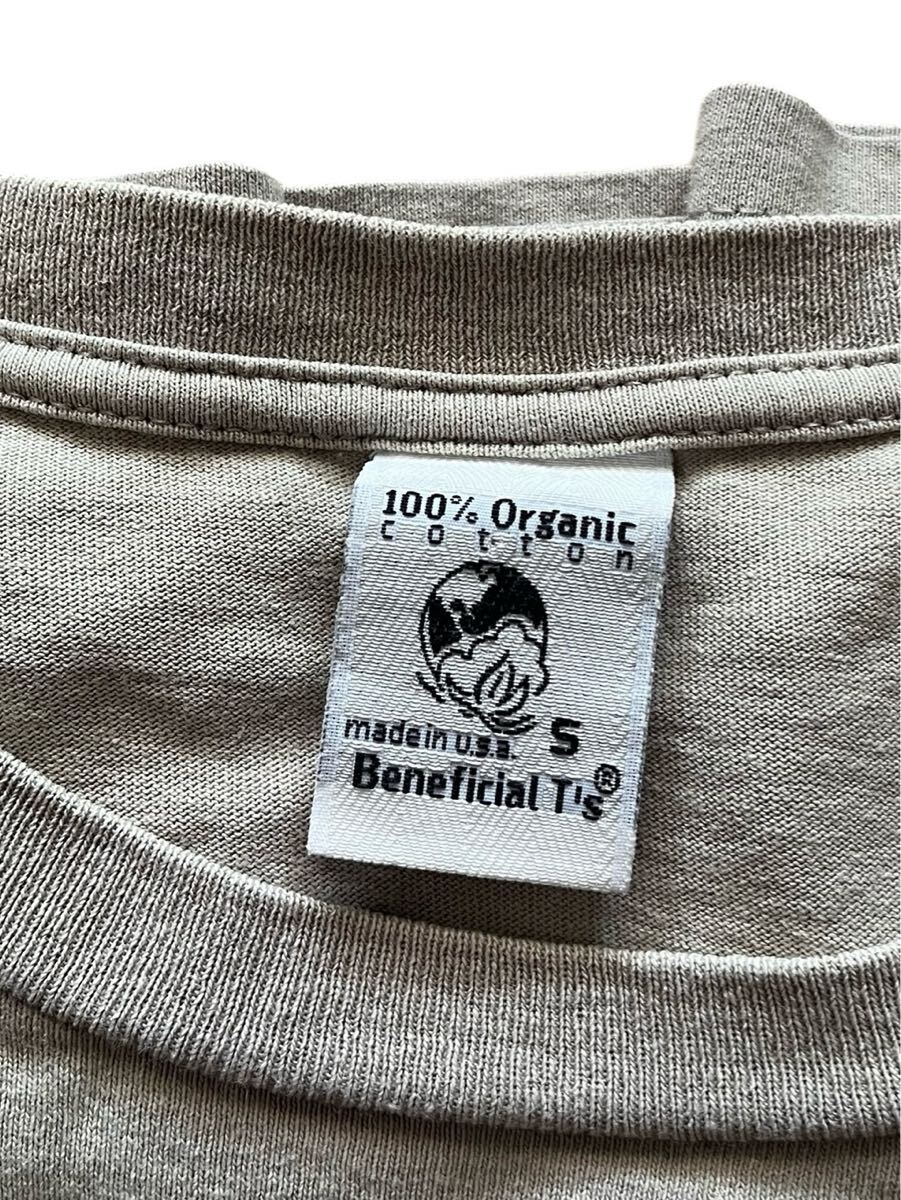 100% Organic
Cotton
made in u.s.a. S
Beneficial T's®